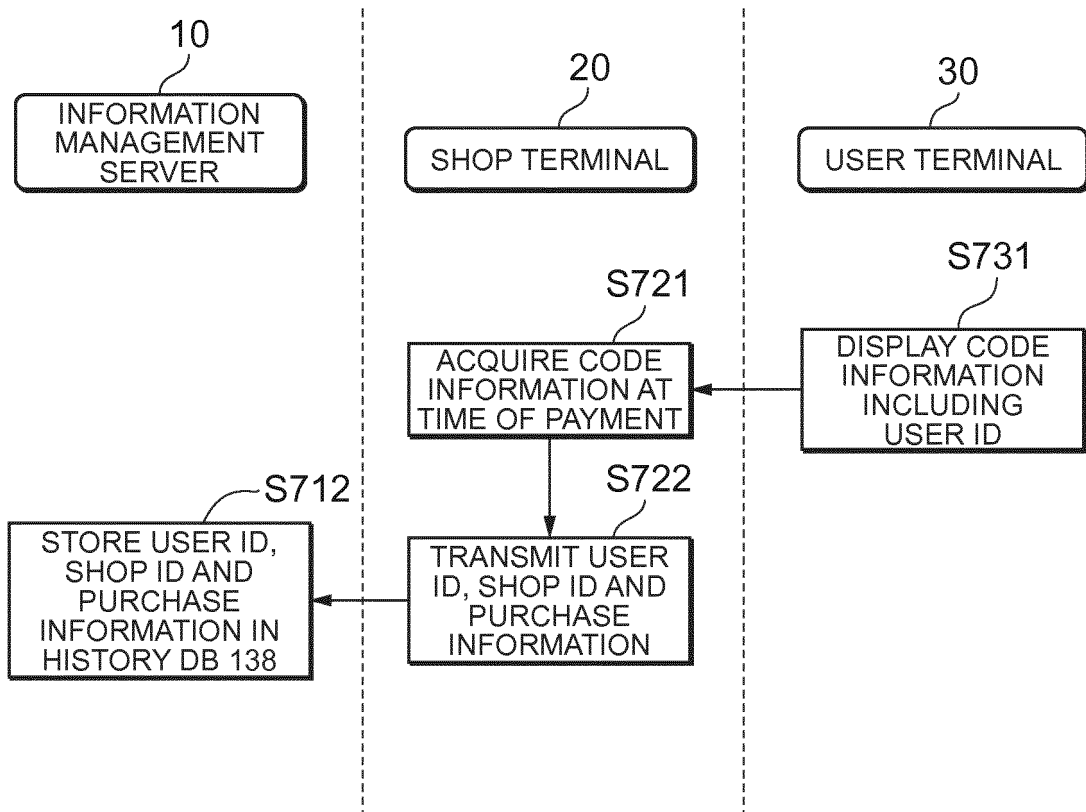 10
INFORMATION
MANAGEMENT
SERVER
20
SHOP TERMINAL
30
USER TERMINAL
S731
DISPLAY CODE
INFORMATION
INCLUDING
USER ID
S721
ACQUIRE CODE
INFORMATION AT
TIME OF PAYMENT
S722
TRANSMIT USER
ID, SHOP ID AND
PURCHASE
INFORMATION
S712
STORE USER ID,
SHOP ID AND
PURCHASE
INFORMATION IN
HISTORY DB 138